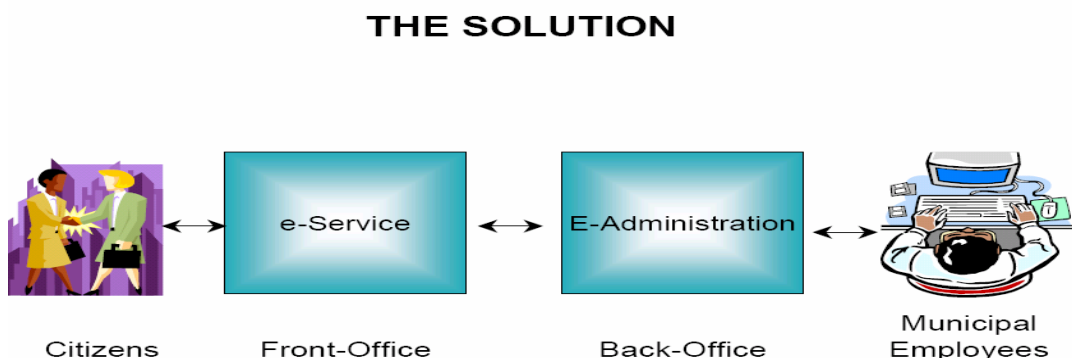 THE SOLUTION
e-Service
E-Administration
Citizens
Front-Office
Back-Office
Municipal
Employees